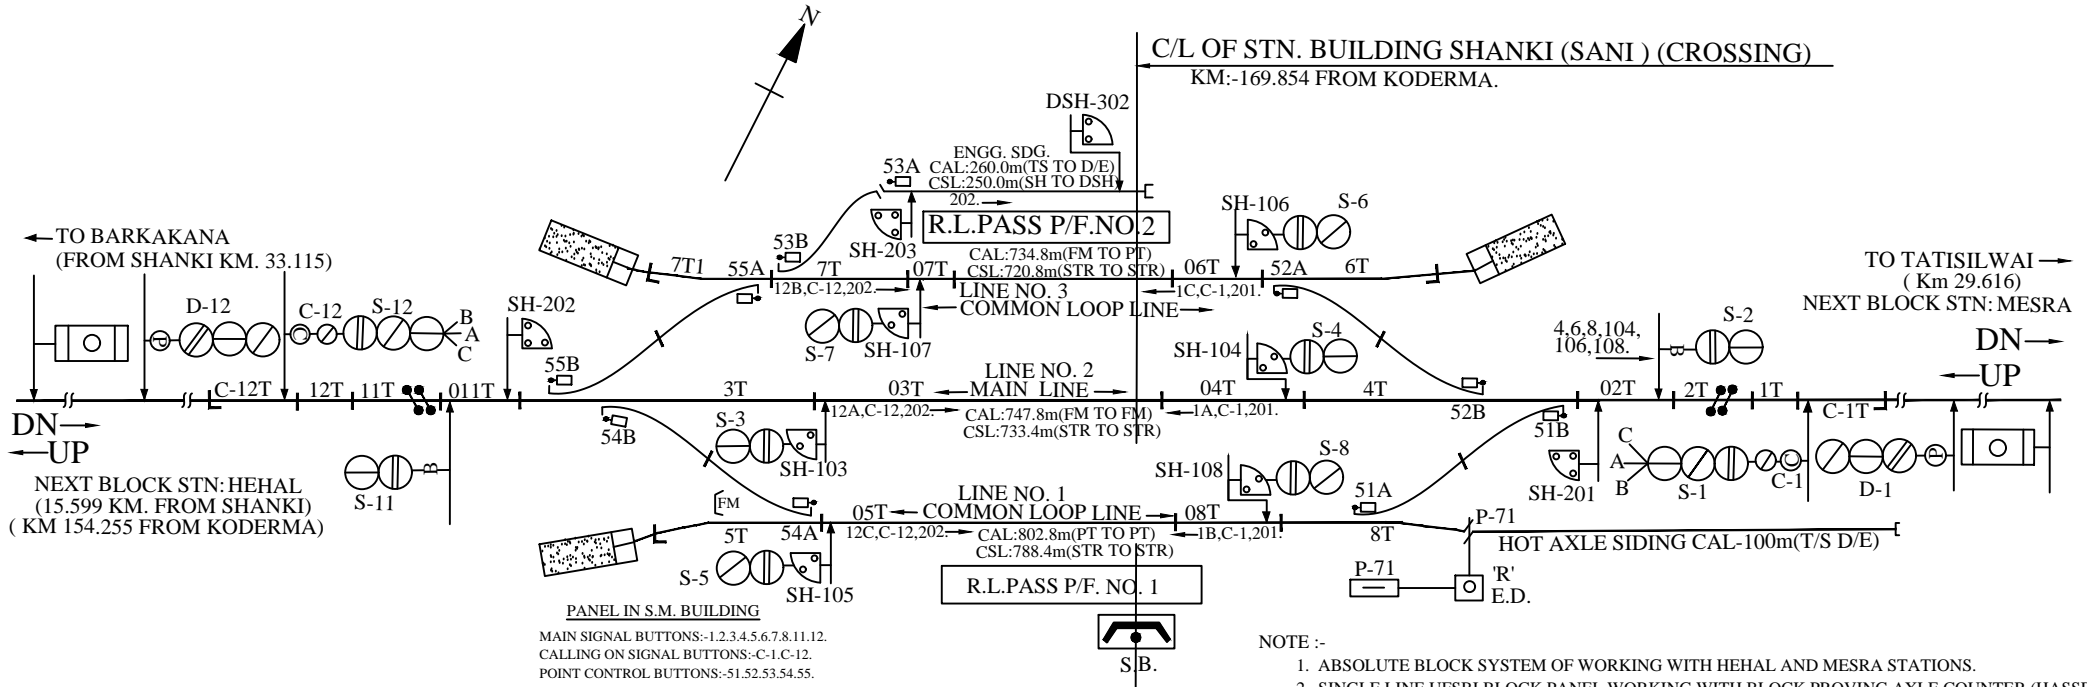 N
C/L OF STN. BUILDING SHANKI (SANI ) (CROSSING)
KM:-169.854 FROM KODERMA.
DSH-302
ENGG. SDG.
CAL:260.0m(TS TO D/E)
CSL:250.0m(SH TO DSH)
202.
53A
SH-203
R.L.PASS P/F.NO.2
SH-106
S-6
TO BARKAKANA
(FROM SHANKI KM. 33.115)
TO TATISILWAI
( Km 29.616)
NEXT BLOCK STN: MESRA
7T1
55A
53B
7T
07T
CAL:734.8m(FM TO PT)
CSL:720.8m(STR TO STR)
06T
52A
6T
12B,C-12,202.
LINE NO. 3
COMMON LOOP LINE
1C,C-1,201.
D-12
P
C-12
C
S-12
B
A
C
SH-202
S-7
SH-107
SH-104
S-4
4,6,8,104,
106,108.
S-2
B
DN
UP
55B
C-12T
12T
11T
011T
3T
03T
LINE NO. 2
MAIN LINE
04T
4T
52B
02T
2T
1T
C-1T
12A,C-12,202.
CAL:747.8m(FM TO FM)
CSL:733.4m(STR TO STR)
1A,C-1,201.
DN
UP
54B
S-3
SH-103
51B
S-11
B
SH-108
S-8
SH-201
C
A
B
S-1
C
C-1
D-1
P
NEXT BLOCK STN: HEHAL
(15.599 KM. FROM SHANKI)
( KM 154.255 FROM KODERMA)
FM
51A
LINE NO. 1
COMMON LOOP LINE
05T
08T
5T
54A
12C,C-12,202.
CAL:802.8m(PT TO PT)
CSL:788.4m(STR TO STR)
1B,C-1,201.
8T
P-71
HOT AXLE SIDING CAL-100m(T/S D/E)
S-5
SH-105
R.L.PASS P/F. NO. 1
P-71
'R'
E.D.
S.B.
PANEL IN S.M. BUILDING
MAIN SIGNAL BUTTONS:-1.2.3.4.5.6.7.8.11.12.
CALLING ON SIGNAL BUTTONS:-C-1.C-12.
POINT CONTROL BUTTONS:-51.52.53.54.55.
NOTE :-
1. ABSOLUTE BLOCK SYSTEM OF WORKING WITH HEHAL AND MESRA STATIONS.